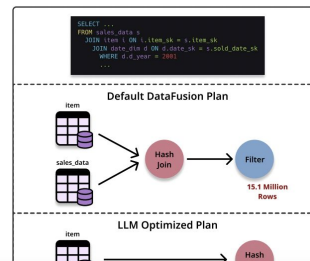 SELECT ...
FROM sales_data s
JOIN item i ON i.item_sk = s.item_sk
JOIN date_dim d ON d.date_sk = s.sold_date_sk
WHERE d.d_year = 2001
...
Default DataFusion Plan
item
sales_data
Hash
Join
Filter
15.1 Million
Rows
LLM Optimized Plan
item
Hash